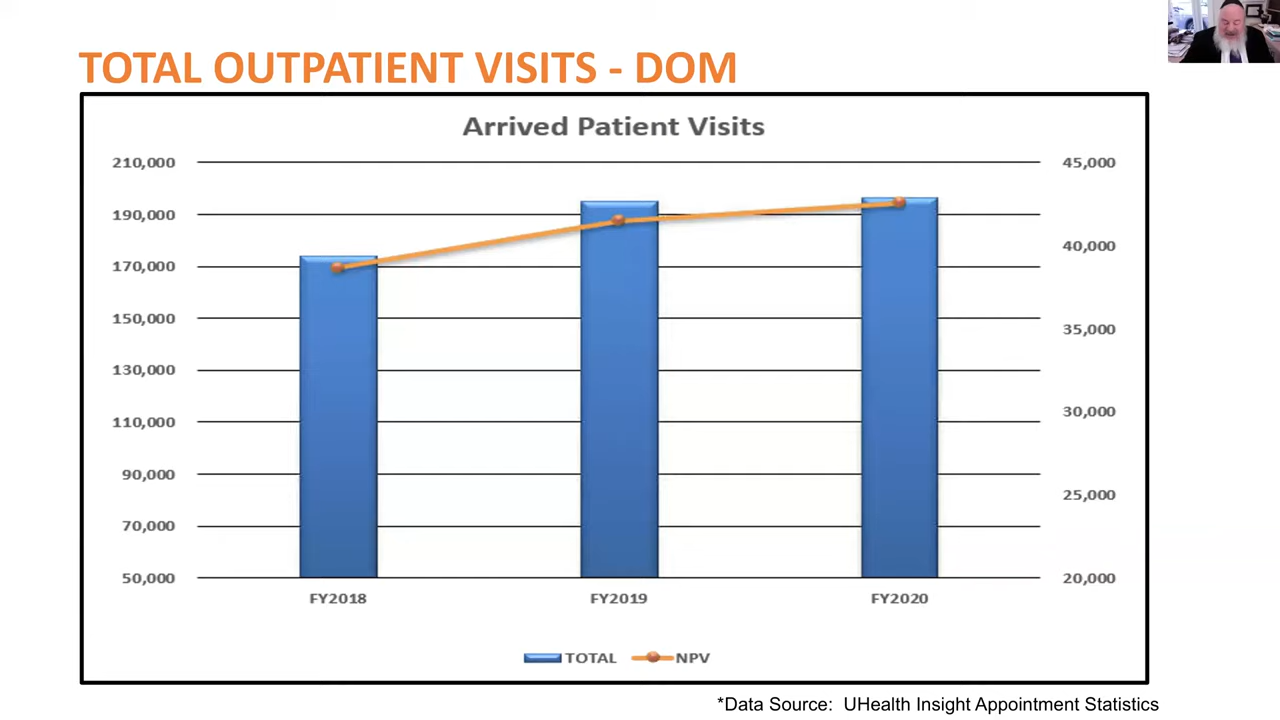 TOTAL OUTPATIENT VISITS - DOM
Arrived Patient Visits
210,000
190,000
170,000
150,000
130,000
110,000
90,000
70,000
50,000
45,000
40,000
35,000
30,000
25,000
20,000
FY2018
FY2019
FY2020
TOTAL
NPV
*Data Source: UHealth Insight Appointment Statistics